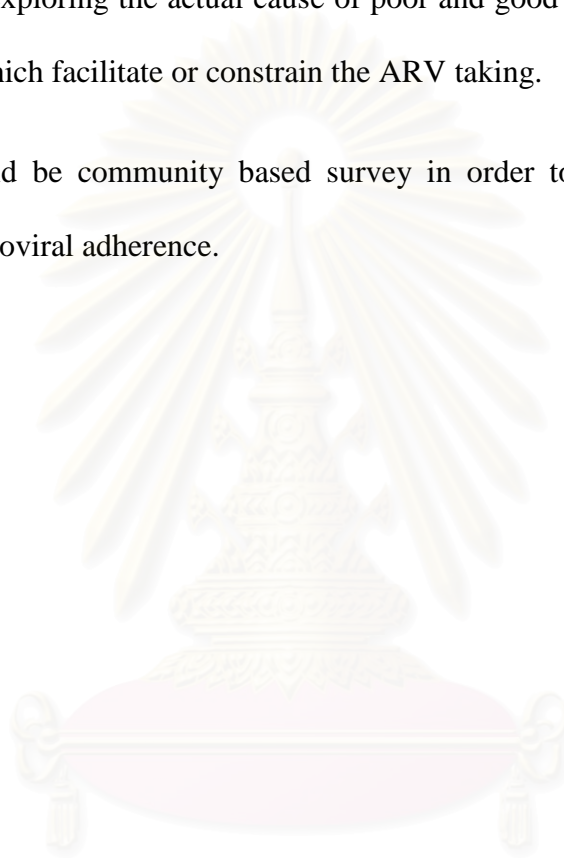 exploring the actual cause of poor and good
hich facilitate or constrain the ARV taking.
d be community based survey in order to
oviral adherence.